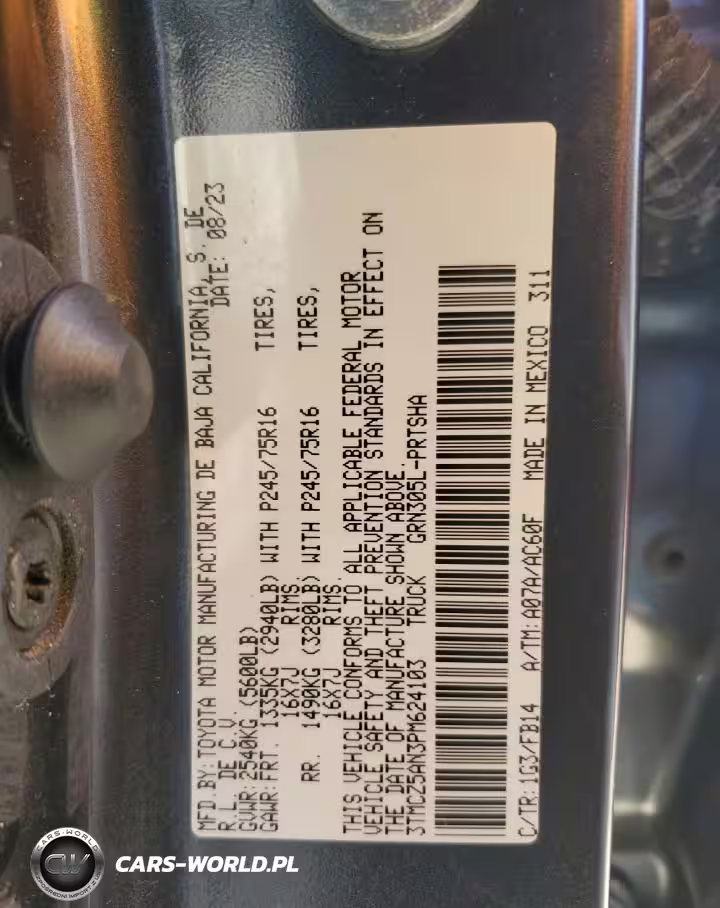 MFD.BY:TOYOTA MOTOR MANUFACTURING DE BAJA CALIFORNIA, S. DE
R.L. DE C.V. DATE: 08/23
GVWR:2540KG (5600LB)
GAWR:FRT. 1335KG (2940LB) WITH P245/75R16 TIRES,
16X7J RIMS.
RR. 1490KG (3280LB) WITH P245/75R16 TIRES,
16X7J RIMS.
THIS VEHICLE CONFORMS TO ALL APPLICABLE FEDERAL MOTOR
VEHICLE SAFETY AND THEFT PREVENTION STANDARDS IN EFFECT ON
THE DATE OF MANUFACTURE SHOWN ABOVE.
3TMCZ5AN3PM624103 TRUCK GRN305L-PRTSHA
C/TR: 1G3/FB14 A/TM: A07A/AC60F MADE IN MEXICO 311
CARS-WORLD
CW
CARS-WORLD.PL